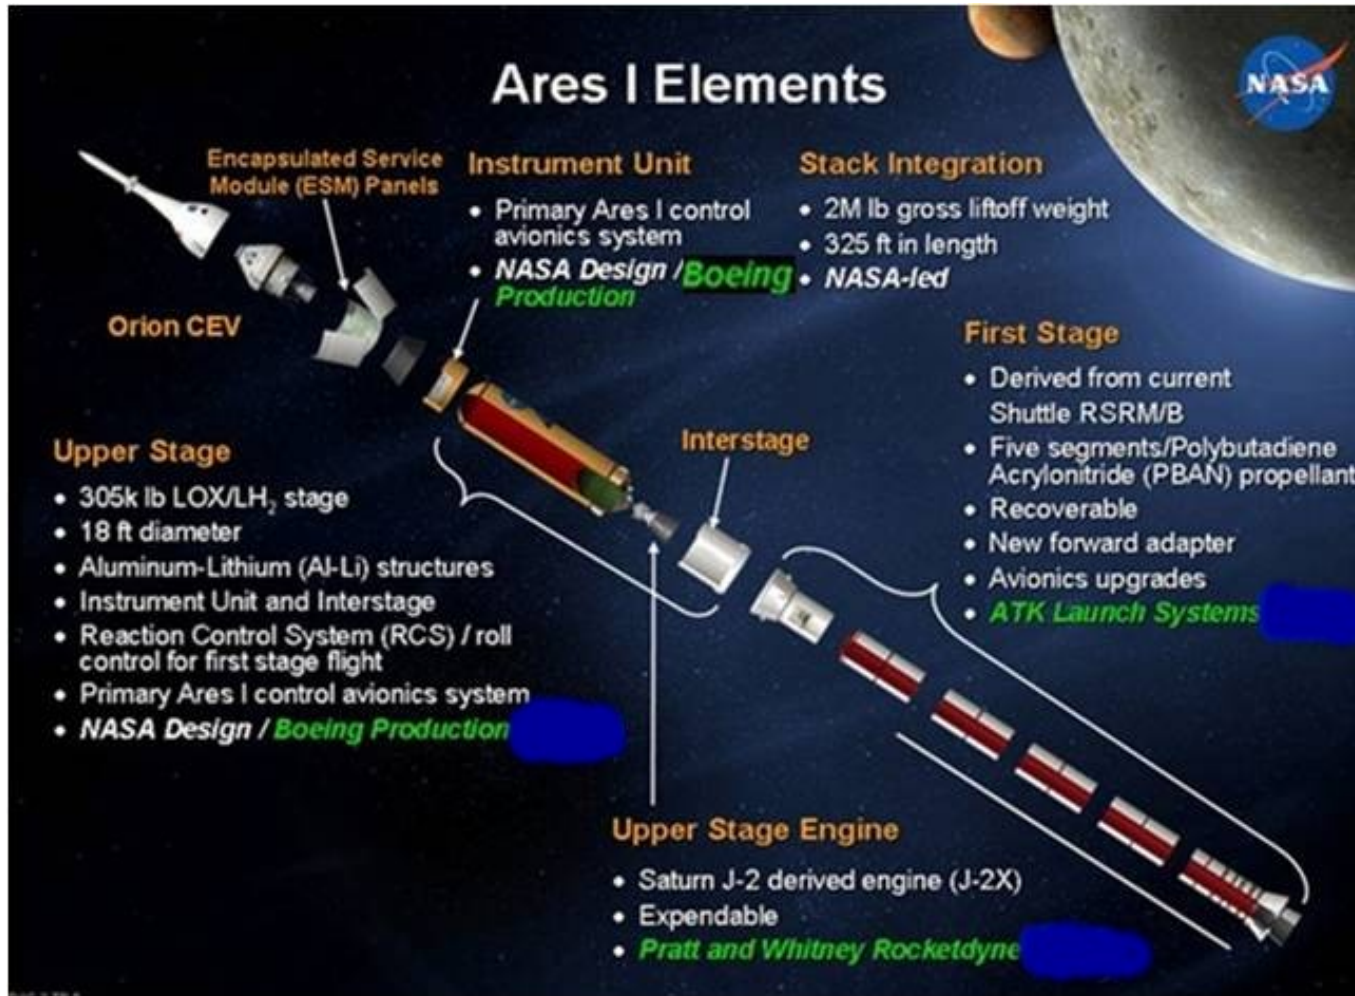 Ares I Elements
NASA
Encapsulated Service
Module (ESM) Panels
Orion CEV
Instrument Unit
• Primary Ares I control
avionics system
• NASA Design / Boeing
Production
Stack Integration
• 2M lb gross liftoff weight
• 325 ft in length
• NASA-led
First Stage
• Derived from current
Shuttle RSRM/B
• Five segments/Polybutadiene
Acrylonitride (PBAN) propellant
• Recoverable
• New forward adapter
• Avionics upgrades
• ATK Launch Systems
Interstage
Upper Stage
• 305k lb LOX/LH₂ stage
• 18 ft diameter
• Aluminum-Lithium (Al-Li) structures
• Instrument Unit and Interstage
• Reaction Control System (RCS) / roll
control for first stage flight
• Primary Ares I control avionics system
• NASA Design / Boeing Production
Upper Stage Engine
• Saturn J-2 derived engine (J-2X)
• Expendable
• Pratt and Whitney Rocketdyne